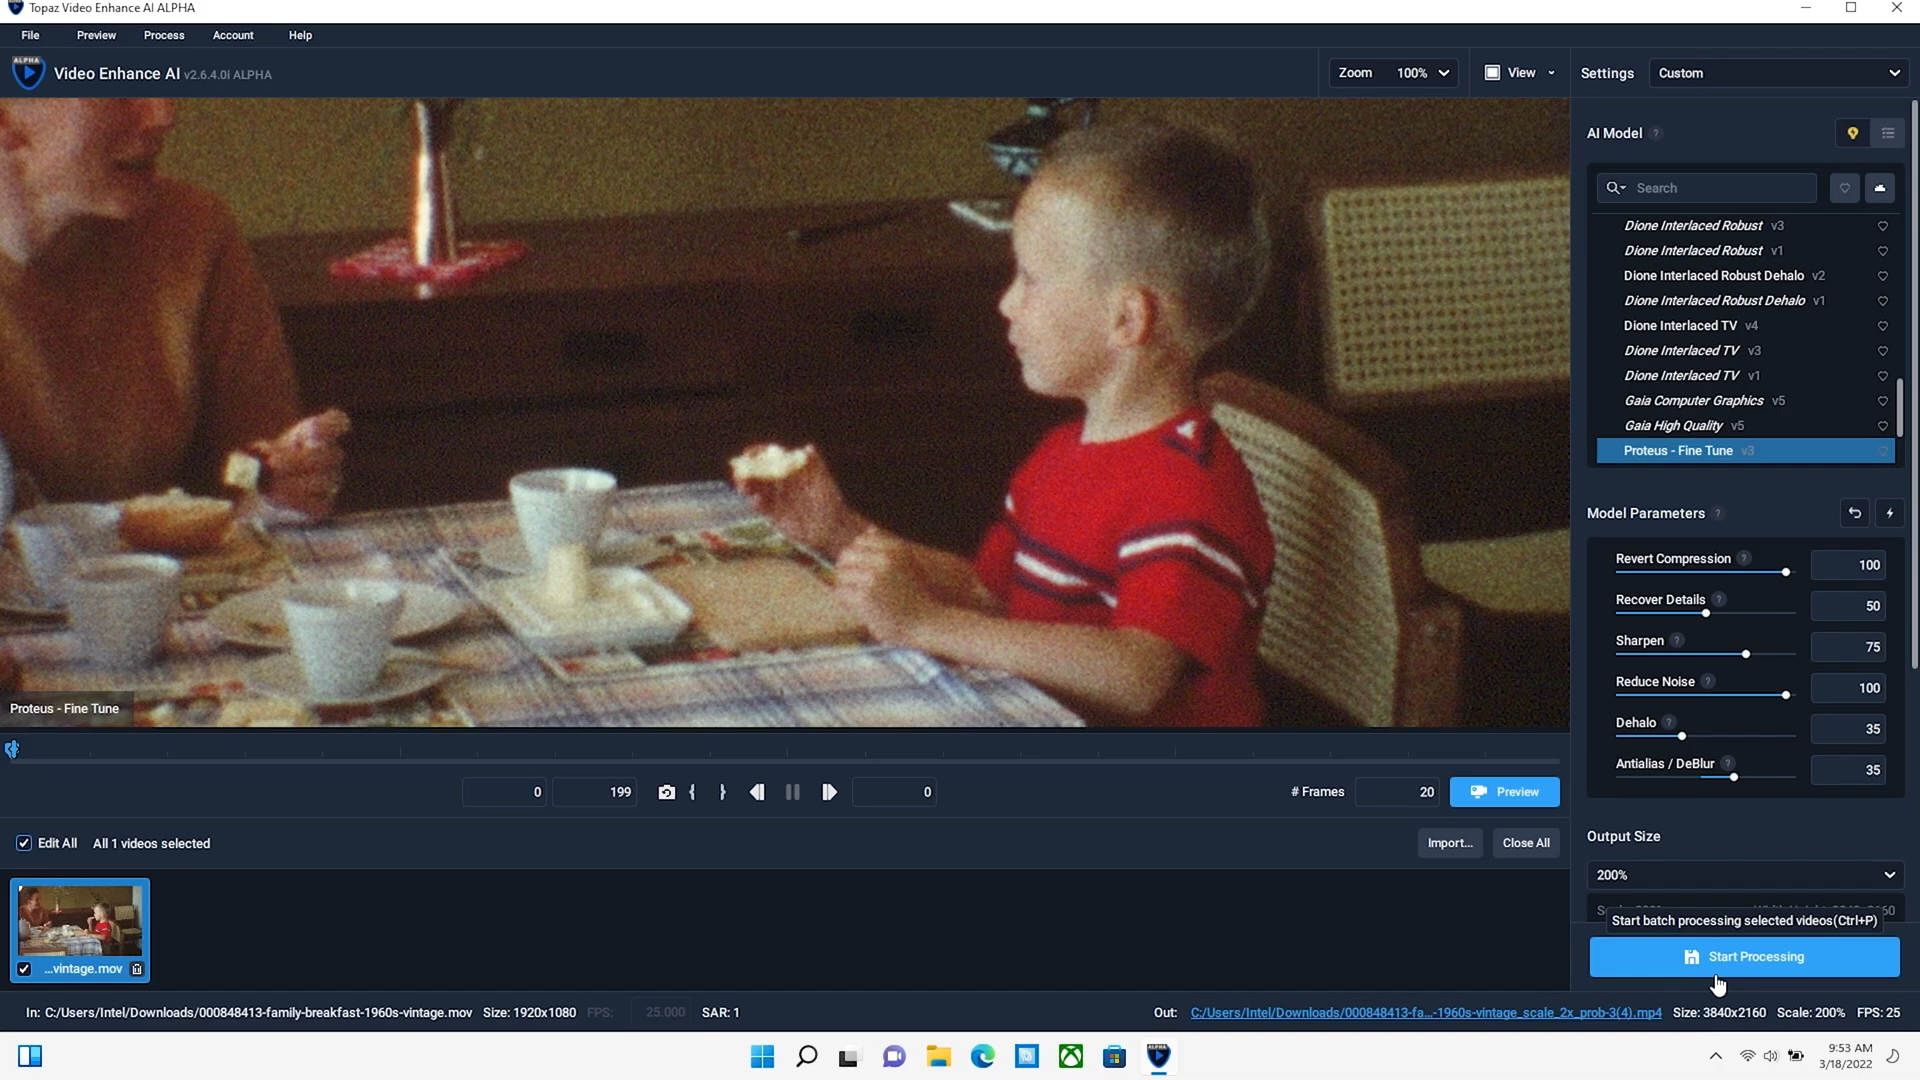 Topaz Video Enhance AI ALPHA
File Preview Process Account Help
ALPHA
Video Enhance AI v2.6.4.0i ALPHA
Zoom 100%
View
Settings Custom
AI Model ?
Search
Dione Interlaced Robust v3
Dione Interlaced Robust v1
Dione Interlaced Robust Dehalo v2
Dione Interlaced Robust Dehalo v1
Dione Interlaced TV v4
Dione Interlaced TV v3
Dione Interlaced TV v1
Gaia Computer Graphics v5
Gaia High Quality v5
Proteus - Fine Tune v3
Model Parameters ?
Revert Compression ? 100
Recover Details ? 50
Sharpen ? 75
Reduce Noise ? 100
Dehalo ? 35
Antialias / DeBlur ? 35
Proteus - Fine Tune
0 199 { } 0
# Frames 20 Preview
Edit All All 1 videos selected
Import... Close All
Output Size
200%
Start batch processing selected videos(Ctrl+P)
Start Processing
...vintage.mov
In: C:/Users/Intel/Downloads/000848413-family-breakfast-1960s-vintage.mov Size: 1920x1080 FPS: 25.000 SAR: 1
Out: C:/Users/Intel/Downloads/000848413-fa...-1960s-vintage_scale_2x_prob-3(4).mp4 Size: 3840x2160 Scale: 200% FPS: 25
9:53 AM
3/18/2022